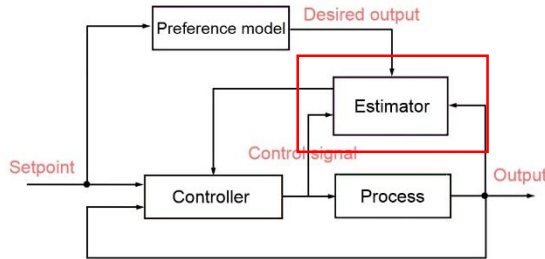 Desired output
Preference model
Estimator
Control signal
Setpoint
Controller
Process
Output